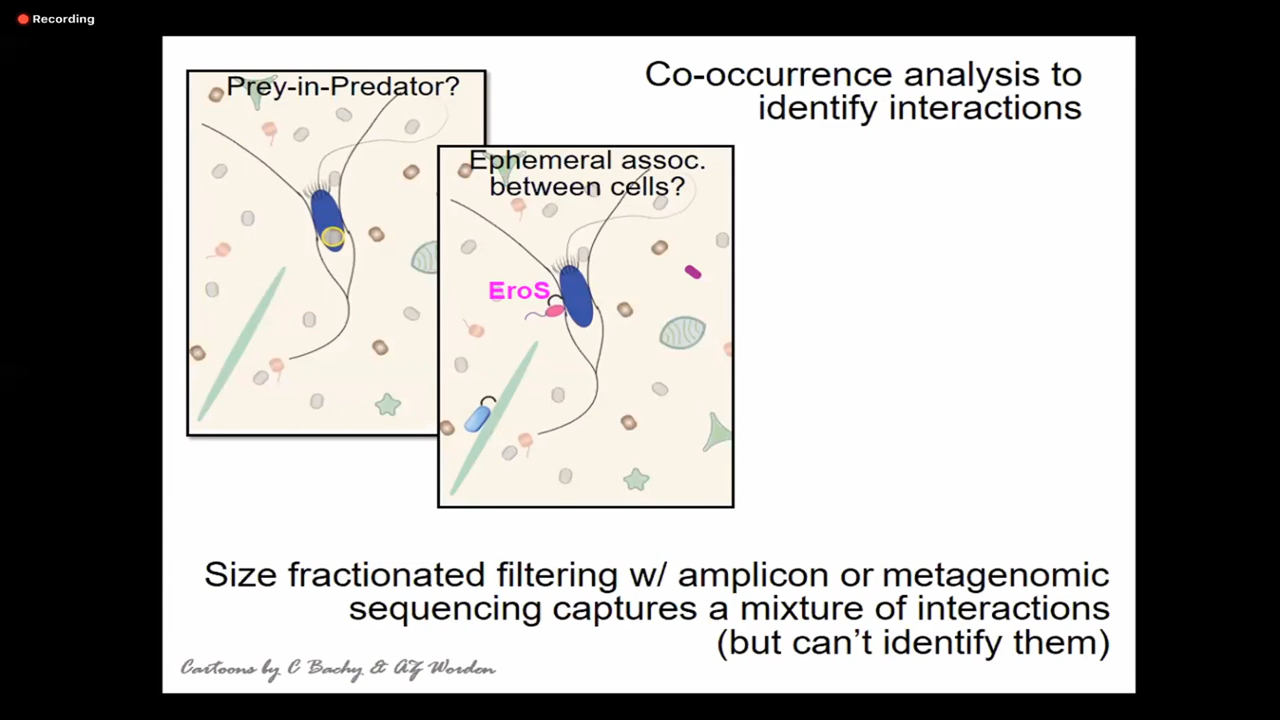 Recording
Prey-in-Predator?
Co-occurrence analysis to
identify interactions
Ephemeral assoc.
between cells?
EroS
Size fractionated filtering w/ amplicon or metagenomic
sequencing captures a mixture of interactions
(but can't identify them)
Cartoons by C Bachy & AZ Worden